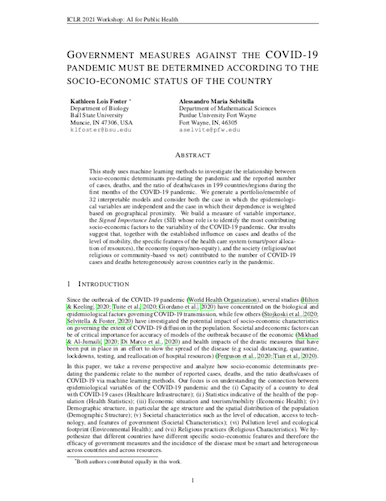 ICLR 2021 Workshop: AI for Public Health
GOVERNMENT MEASURES AGAINST THE COVID-19
PANDEMIC MUST BE DETERMINED ACCORDING TO THE
SOCIO-ECONOMIC STATUS OF THE COUNTRY
Kathleen Lois Foster *
Department of Biology
Ball State University
Muncie, IN 47306, USA
klfoster@bsu.edu
Alessandro Maria Selvitella
Department of Mathematical Sciences
Purdue University Fort Wayne
Fort Wayne, IN, 46305
aselvite@pfw.edu
ABSTRACT
This study uses machine learning methods to investigate the relationship between
socio-economic determinants pre-dating the pandemic and the reported number
of cases, deaths, and the ratio of deaths/cases in 199 countries/regions during the
first months of the COVID-19 pandemic. We generate a portfolio/ensemble of
32 interpretable models and consider both the case in which the epidemiological
variables are independent and the case in which their dependence is weighted
based on geographical proximity. We build a measure of variable importance,
the Signed Importance Index (SII) whose role is to identify the most contributing
socio-economic factors to the variability of the COVID-19 pandemic. Our results
suggest that, together with the established influence on cases and deaths of the
level of mobility, the specific features of the health care system (smart/poor allocation
of resources), the economy (equity/non-equity), and the society (religious/not
religious or community-based vs not) contributed to the number of COVID-19
cases and deaths heterogeneously across countries early in the pandemic.
1 INTRODUCTION
Since the outbreak of the COVID-19 pandemic (World Health Organization), several studies (Hilton
& Keeling, 2020; Tuite et al., 2020; Giordano et al., 2020) have concentrated on the biological and
epidemiological factors governing COVID-19 transmission, while few others (Stojkoski et al., 2020;
Selvitella & Foster, 2020) have investigated the potential impact of socio-economic characteristics
on governing the extent of COVID-19 diffusion in the population. Societal and economic factors can
be of critical importance for accuracy of models of the outbreak because of the economic (Mhlanga
& Al-Jumaili, 2020; Di Marco et al., 2020) and health impacts of the drastic measures that have
been put in place in an effort to slow the spread of the disease (e.g social distancing, quarantine,
lockdowns, testing, and reallocation of hospital resources) (Ferguson et al., 2020; Tian et al., 2020).
In this paper, we take a reverse perspective and analyze how socio-economic determinants pre-
dating the pandemic relate to the number of reported cases, deaths, and the ratio deaths/cases of
COVID-19 via machine learning methods. Our focus is on understanding the connection between
epidemiological variables of the COVID-19 pandemic and the (i) Capacity of a country to deal
with COVID-19 cases (Healthcare Infrastructure); (ii) Statistics indicative of the health of the pop-
ulation (Health Statistics); (iii) Economic situation and tourism/mobility (Economic Health); (iv)
Demographic structure, in particular the age structure and the spatial distribution of the population
(Demographic Structure); (v) Societal characteristics such as the level of education, access to tech-
nology, and features of government (Societal Characteristics); (vi) Pollution level and ecological
footprint (Environmental Health); and (vii) Religious practices (Religious Characteristics). We hy-
pothesize that different countries have different specific socio-economic features and therefore the
efficacy of government measures and the incidence of the disease must be smart and heterogeneous
across countries and across resources.
*Both authors contributed equally in this work.
1